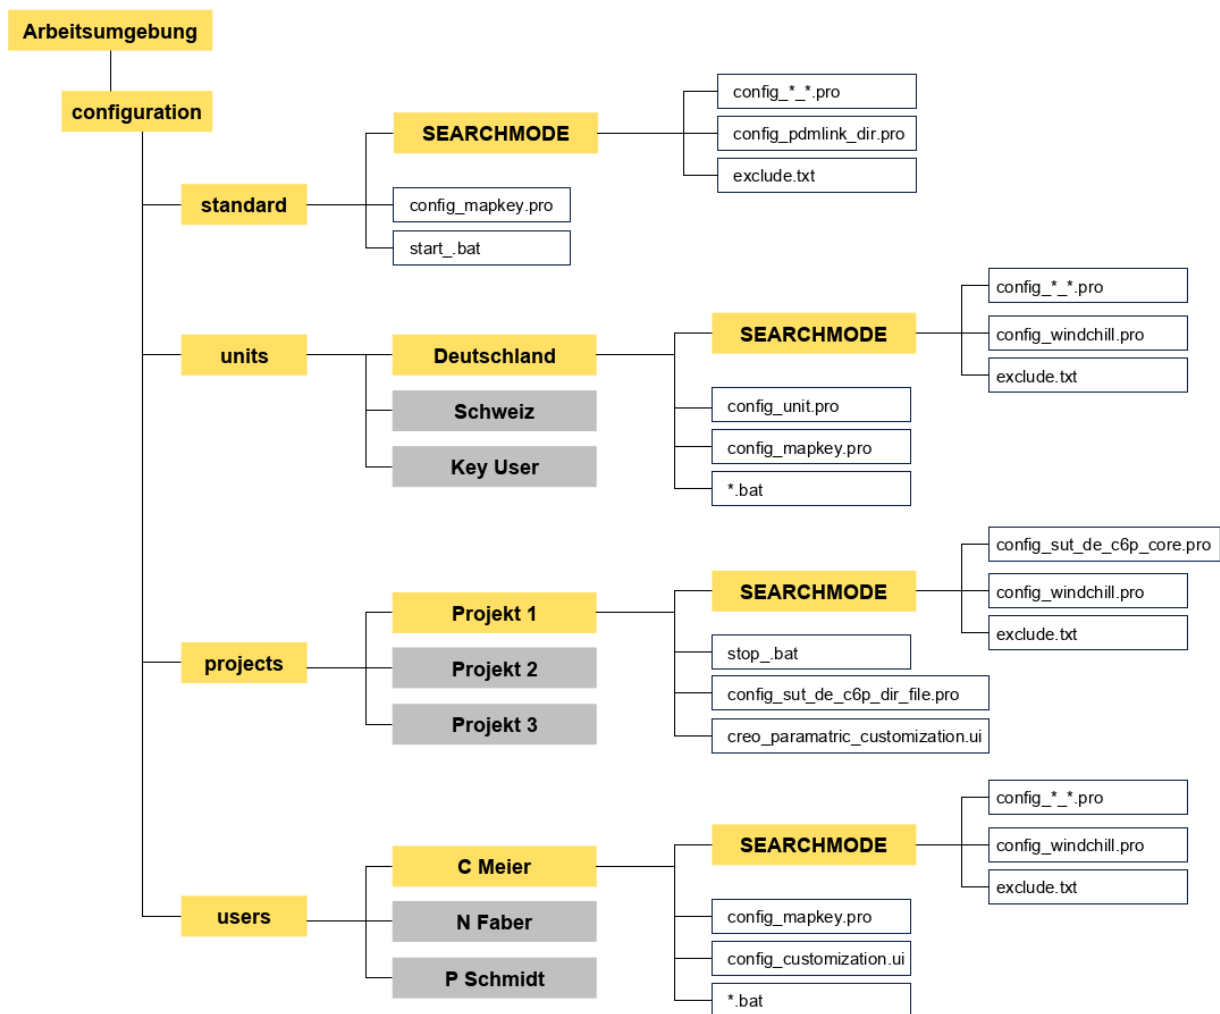 Arbeitsumgebung
configuration
standard
SEARCHMODE
config_*_*.pro
config_pdmlink_dir.pro
exclude.txt
config_mapkey.pro
start_.bat
units
Deutschland
SEARCHMODE
config_*_*.pro
config_windchill.pro
exclude.txt
config_unit.pro
config_mapkey.pro
*.bat
Schweiz
Key User
projects
Projekt 1
SEARCHMODE
config_sut_de_c6p_core.pro
config_windchill.pro
exclude.txt
stop_.bat
config_sut_de_c6p_dir_file.pro
creo_paramatric_customization.ui
Projekt 2
Projekt 3
users
C Meier
SEARCHMODE
config_*_*.pro
config_windchill.pro
exclude.txt
config_mapkey.pro
config_customization.ui
*.bat
N Faber
P Schmidt